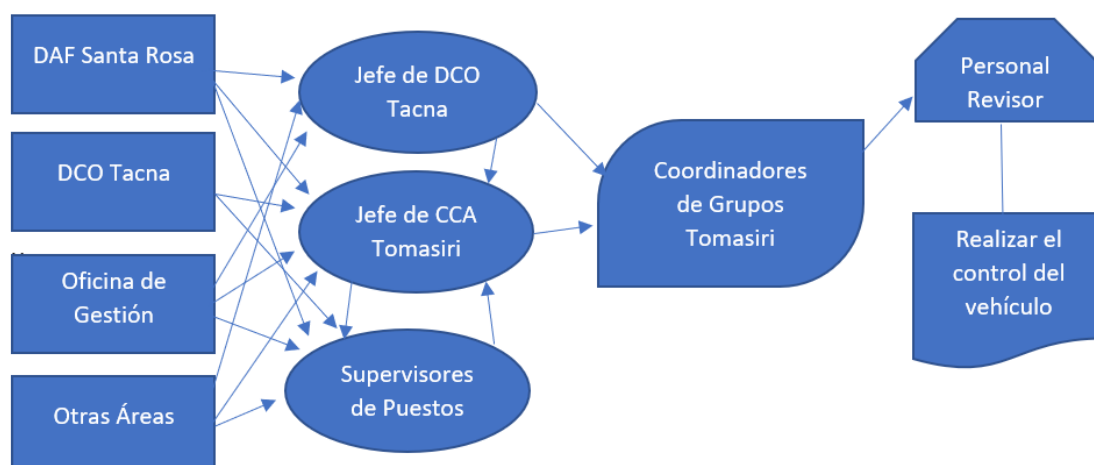 DAF Santa Rosa
DCO Tacna
Oficina de
Gestión
Otras Áreas
Jefe de DCO
Tacna
Jefe de CCA
Tomasiri
Supervisores
de Puestos
Coordinadores
de Grupos
Tomasiri
Personal
Revisor
Realizar el
control del
vehículo